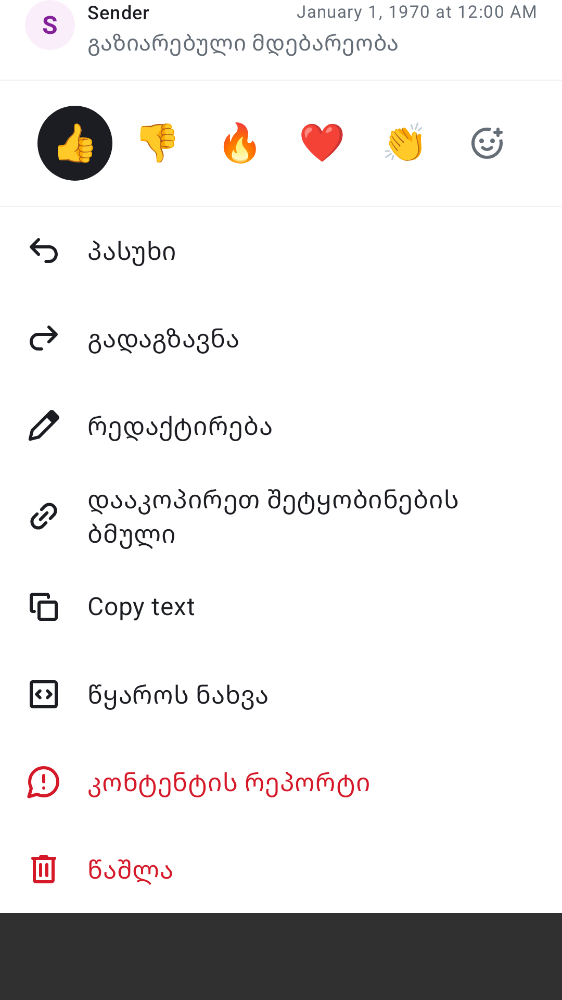 S
Sender
January 1, 1970 at 12:00 AM
გაზიარებული მდებარეობა
პასუხი
გადაგზავნა
რედაქტირება
დააკოპირეთ შეტყობინების
ბმული
Copy text
წყაროს ნახვა
კონტენტის რეპორტი
წაშლა